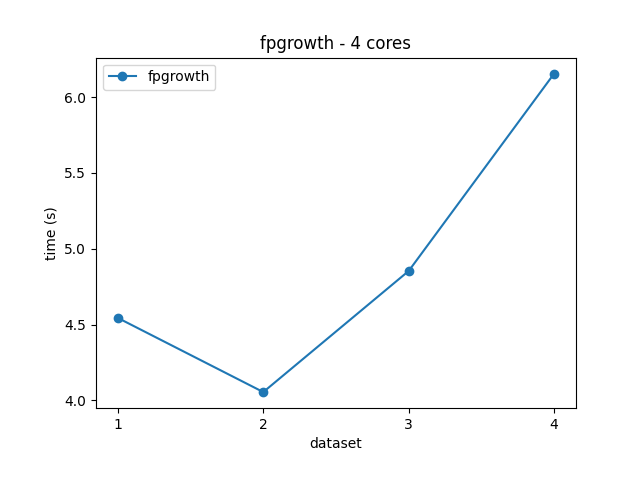 fpgrowth - 4 cores
fpgrowth
time (s)
6.0
5.5
5.0
4.5
4.0
1 2 3 4
dataset